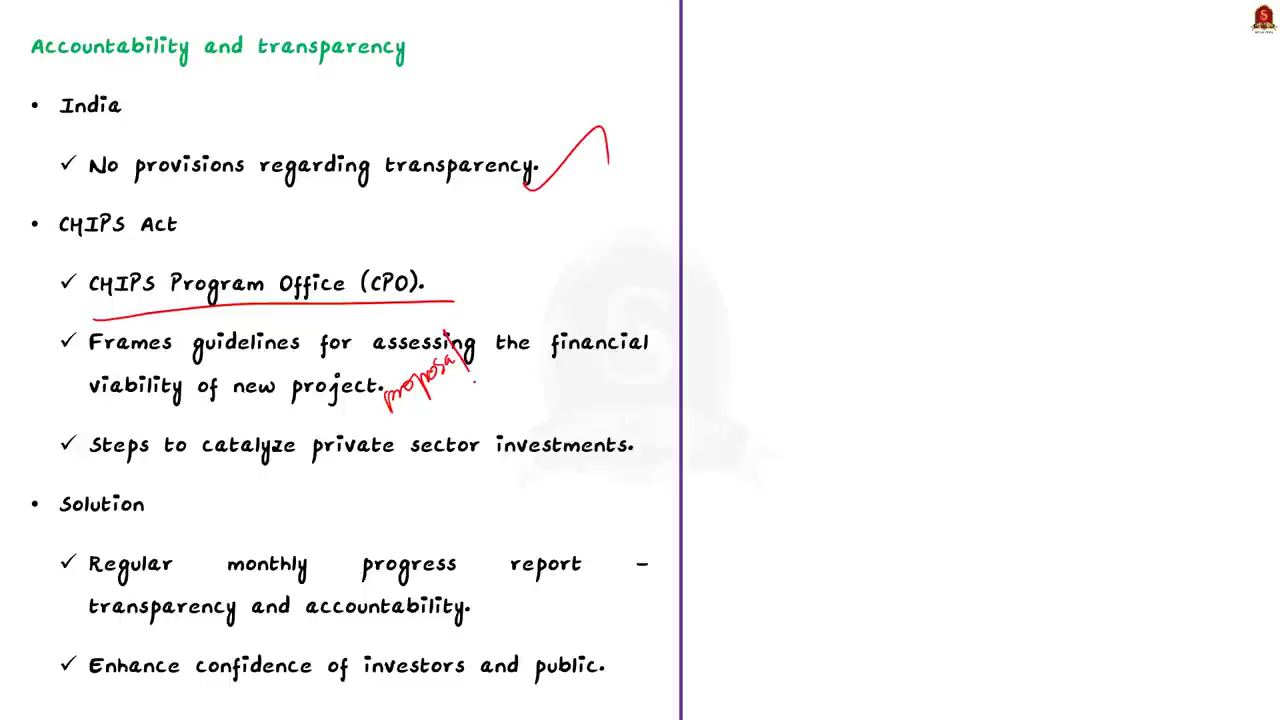 Accountability and transparency
• India
✓ No provisions regarding transparency.
• CHIPS Act
✓ CHIPS Program Office (CPO).
✓ Frames guidelines for assessing the financial
viability of new project.
proposal
✓ Steps to catalyze private sector investments.
• Solution
✓ Regular monthly progress report –
transparency and accountability.
✓ Enhance confidence of investors and public.
S